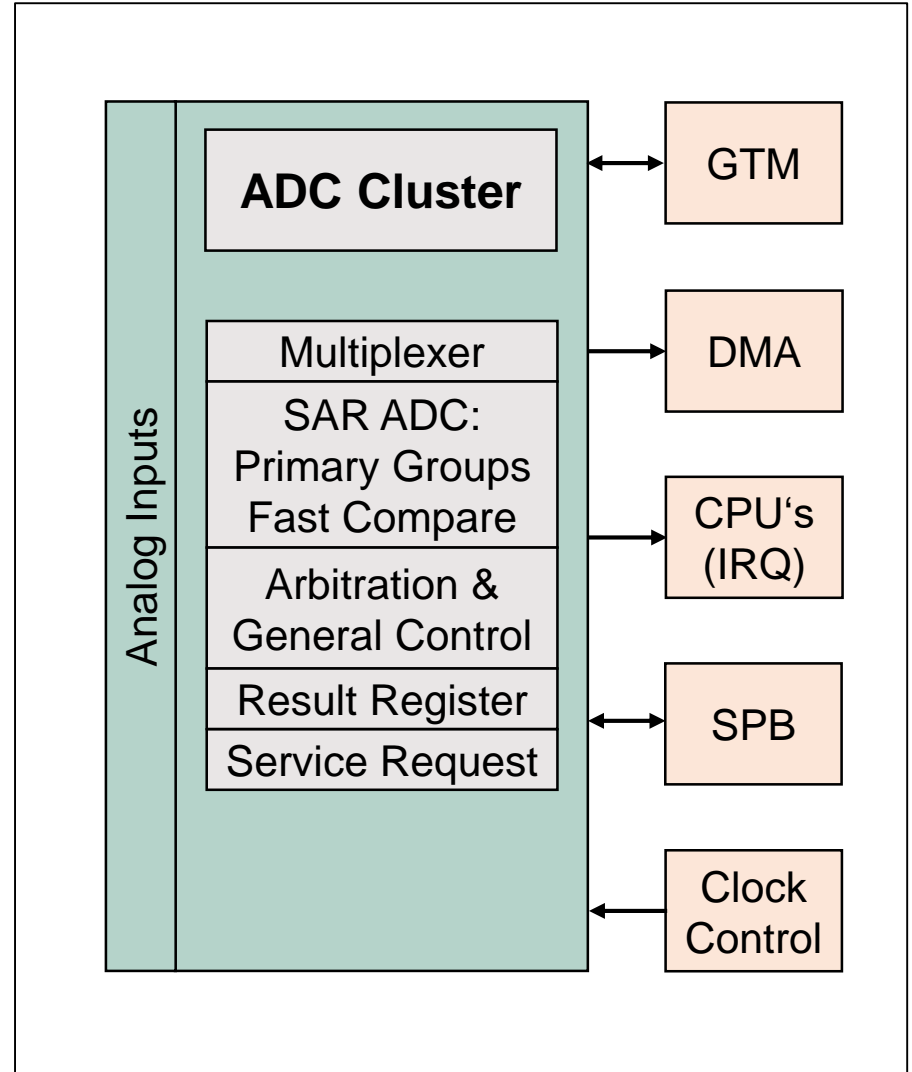 Analog Inputs
ADC Cluster
Multiplexer
SAR ADC:
Primary Groups
Fast Compare
Arbitration &
General Control
Result Register
Service Request
GTM
DMA
CPU‘s
(IRQ)
SPB
Clock
Control